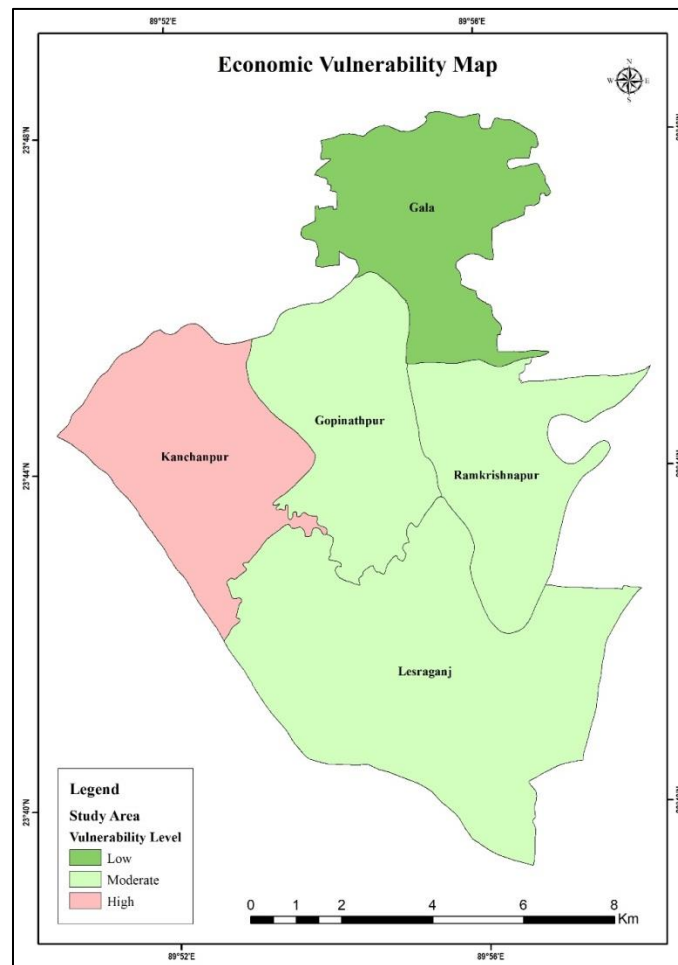 89°52'E
89°56'E
Economic Vulnerability Map
N
W E
S
23°48'N
Gala
Gopinathpur
Kanchanpur
Ramkrishnapur
23°44'N
Lesraganj
Legend
Study Area
Vulnerability Level
Low
Moderate
High
23°40'N
0 1 2 4 6 8
Km
89°52'E
89°56'E